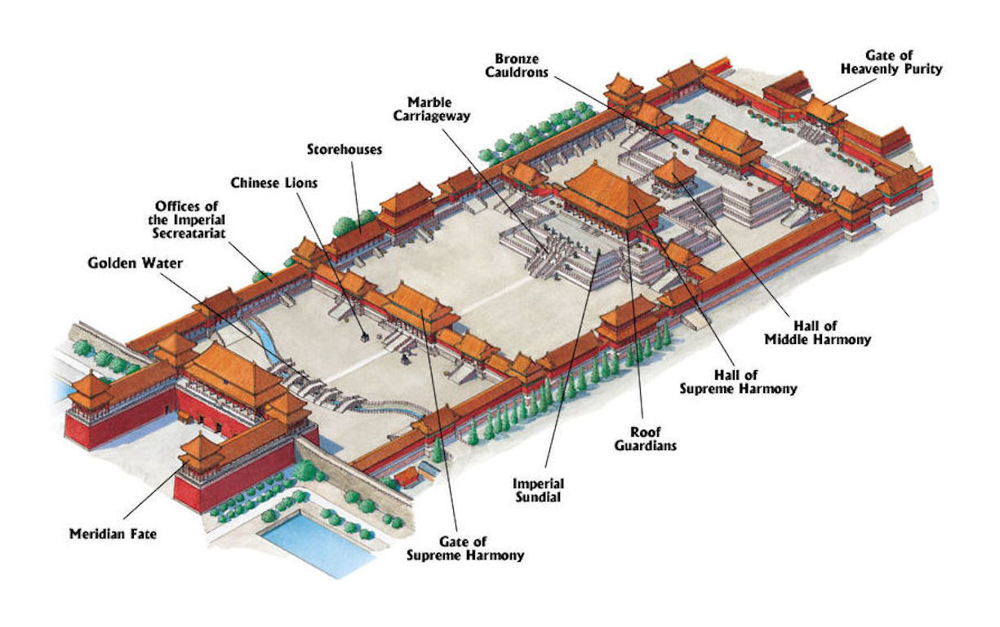 Bronze
Cauldrons
Gate of
Heavenly Purity
Marble
Carriageway
Storehouses
Chinese Lions
Offices of
the Imperial
Secreatariat
Golden Water
Hall of
Middle Harmony
Hall of
Supreme Harmony
Roof
Guardians
Imperial
Sundial
Meridian Fate
Gate of
Supreme Harmony